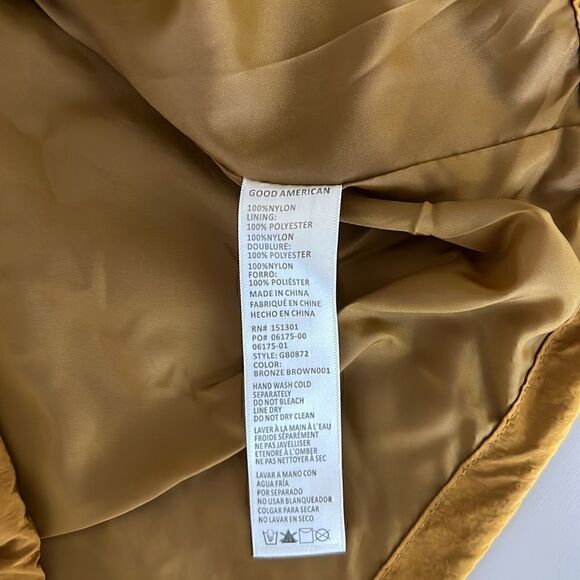 GOOD AMERICAN
100%NYLON
LINING:
100% POLYESTER
100%NYLON
DOUBLURE:
100% POLYESTER
100%NYLON
FORRO:
100% POLIÉSTER
MADE IN CHINA
FABRIQUÉ EN CHINE
HECHO EN CHINA
RN# 151301
PO# 06175-00
06175-01
STYLE: GB0872
COLOR:
BRONZE BROWN001
HAND WASH COLD
SEPARATELY
DO NOT BLEACH
LINE DRY
DO NOT DRY CLEAN
LAVER À LA MAIN À L'EAU
FROIDE SÉPARÉMENT
NE PAS JAVELLISER
ETENDRE À L'OMBER
NE PAS NETTOYER À SEC
LAVAR A MANO CON
AGUA FRÍA
POR SEPARADO
NO USAR BLANQUEADOR
COLGAR PARA SECAR
NO LAVAR EN SECO